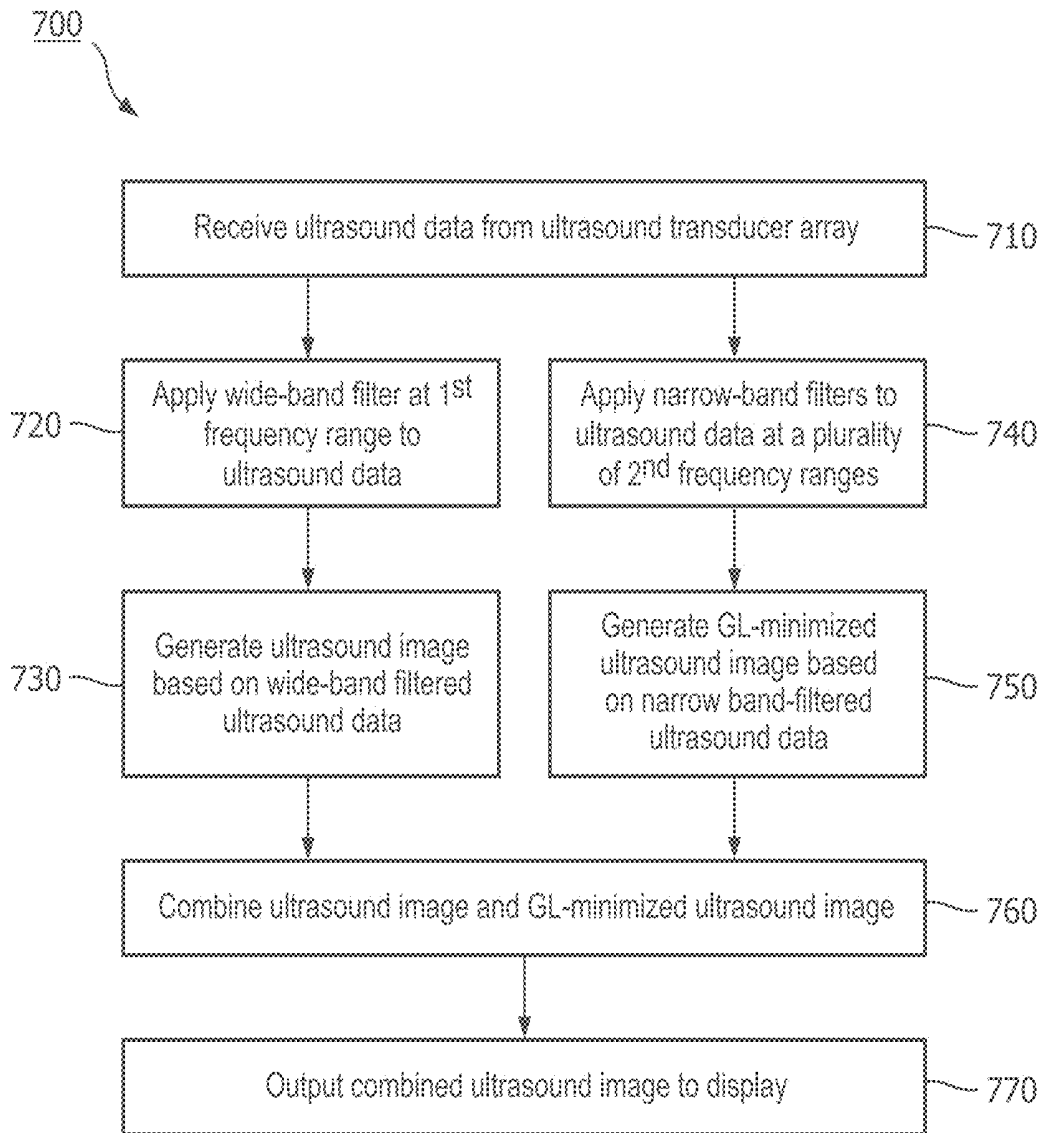 700
Receive ultrasound data from ultrasound transducer array
710
720
Apply wide-band filter at 1st
frequency range to
ultrasound data
Apply narrow-band filters to
ultrasound data at a plurality
of 2nd frequency ranges
740
730
Generate ultrasound image
based on wide-band filtered
ultrasound data
Generate GL-minimized
ultrasound image based
on narrow band-filtered
ultrasound data
750
Combine ultrasound image and GL-minimized ultrasound image
760
Output combined ultrasound image to display
770